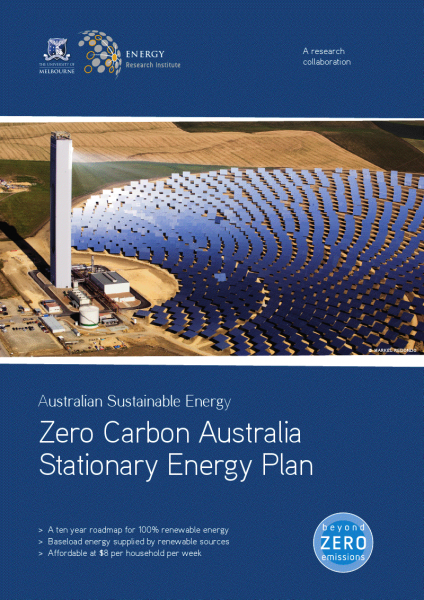 THE UNIVERSITY OF
MELBOURNE
ENERGY
Research Institute
A research
collaboration
Australian Sustainable Energy
Zero Carbon Australia
Stationary Energy Plan
> A ten year roadmap for 100% renewable energy
> Baseload energy supplied by renewable sources
> Affordable at $8 per household per week
beyond
ZERO
emissions